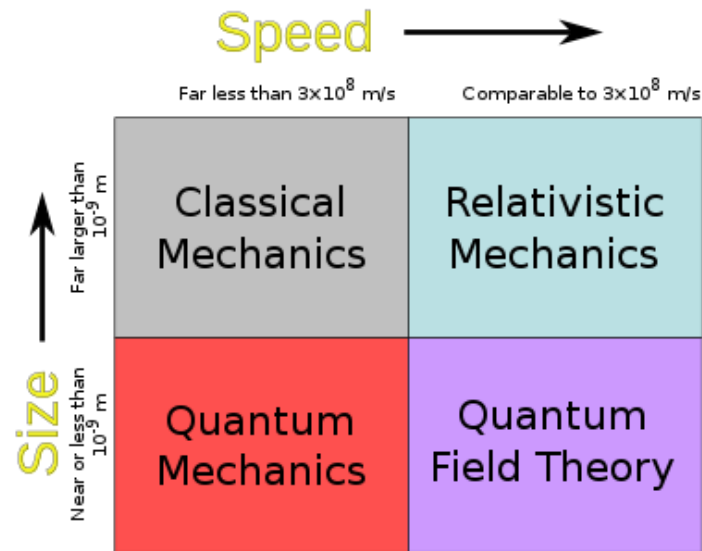 Speed
Far less than 3×10⁸ m/s
Comparable to 3×10⁸ m/s
Size
Far larger than
10⁻⁹ m
Classical
Mechanics
Relativistic
Mechanics
Near or less than
10⁻⁹ m
Quantum
Mechanics
Quantum
Field Theory